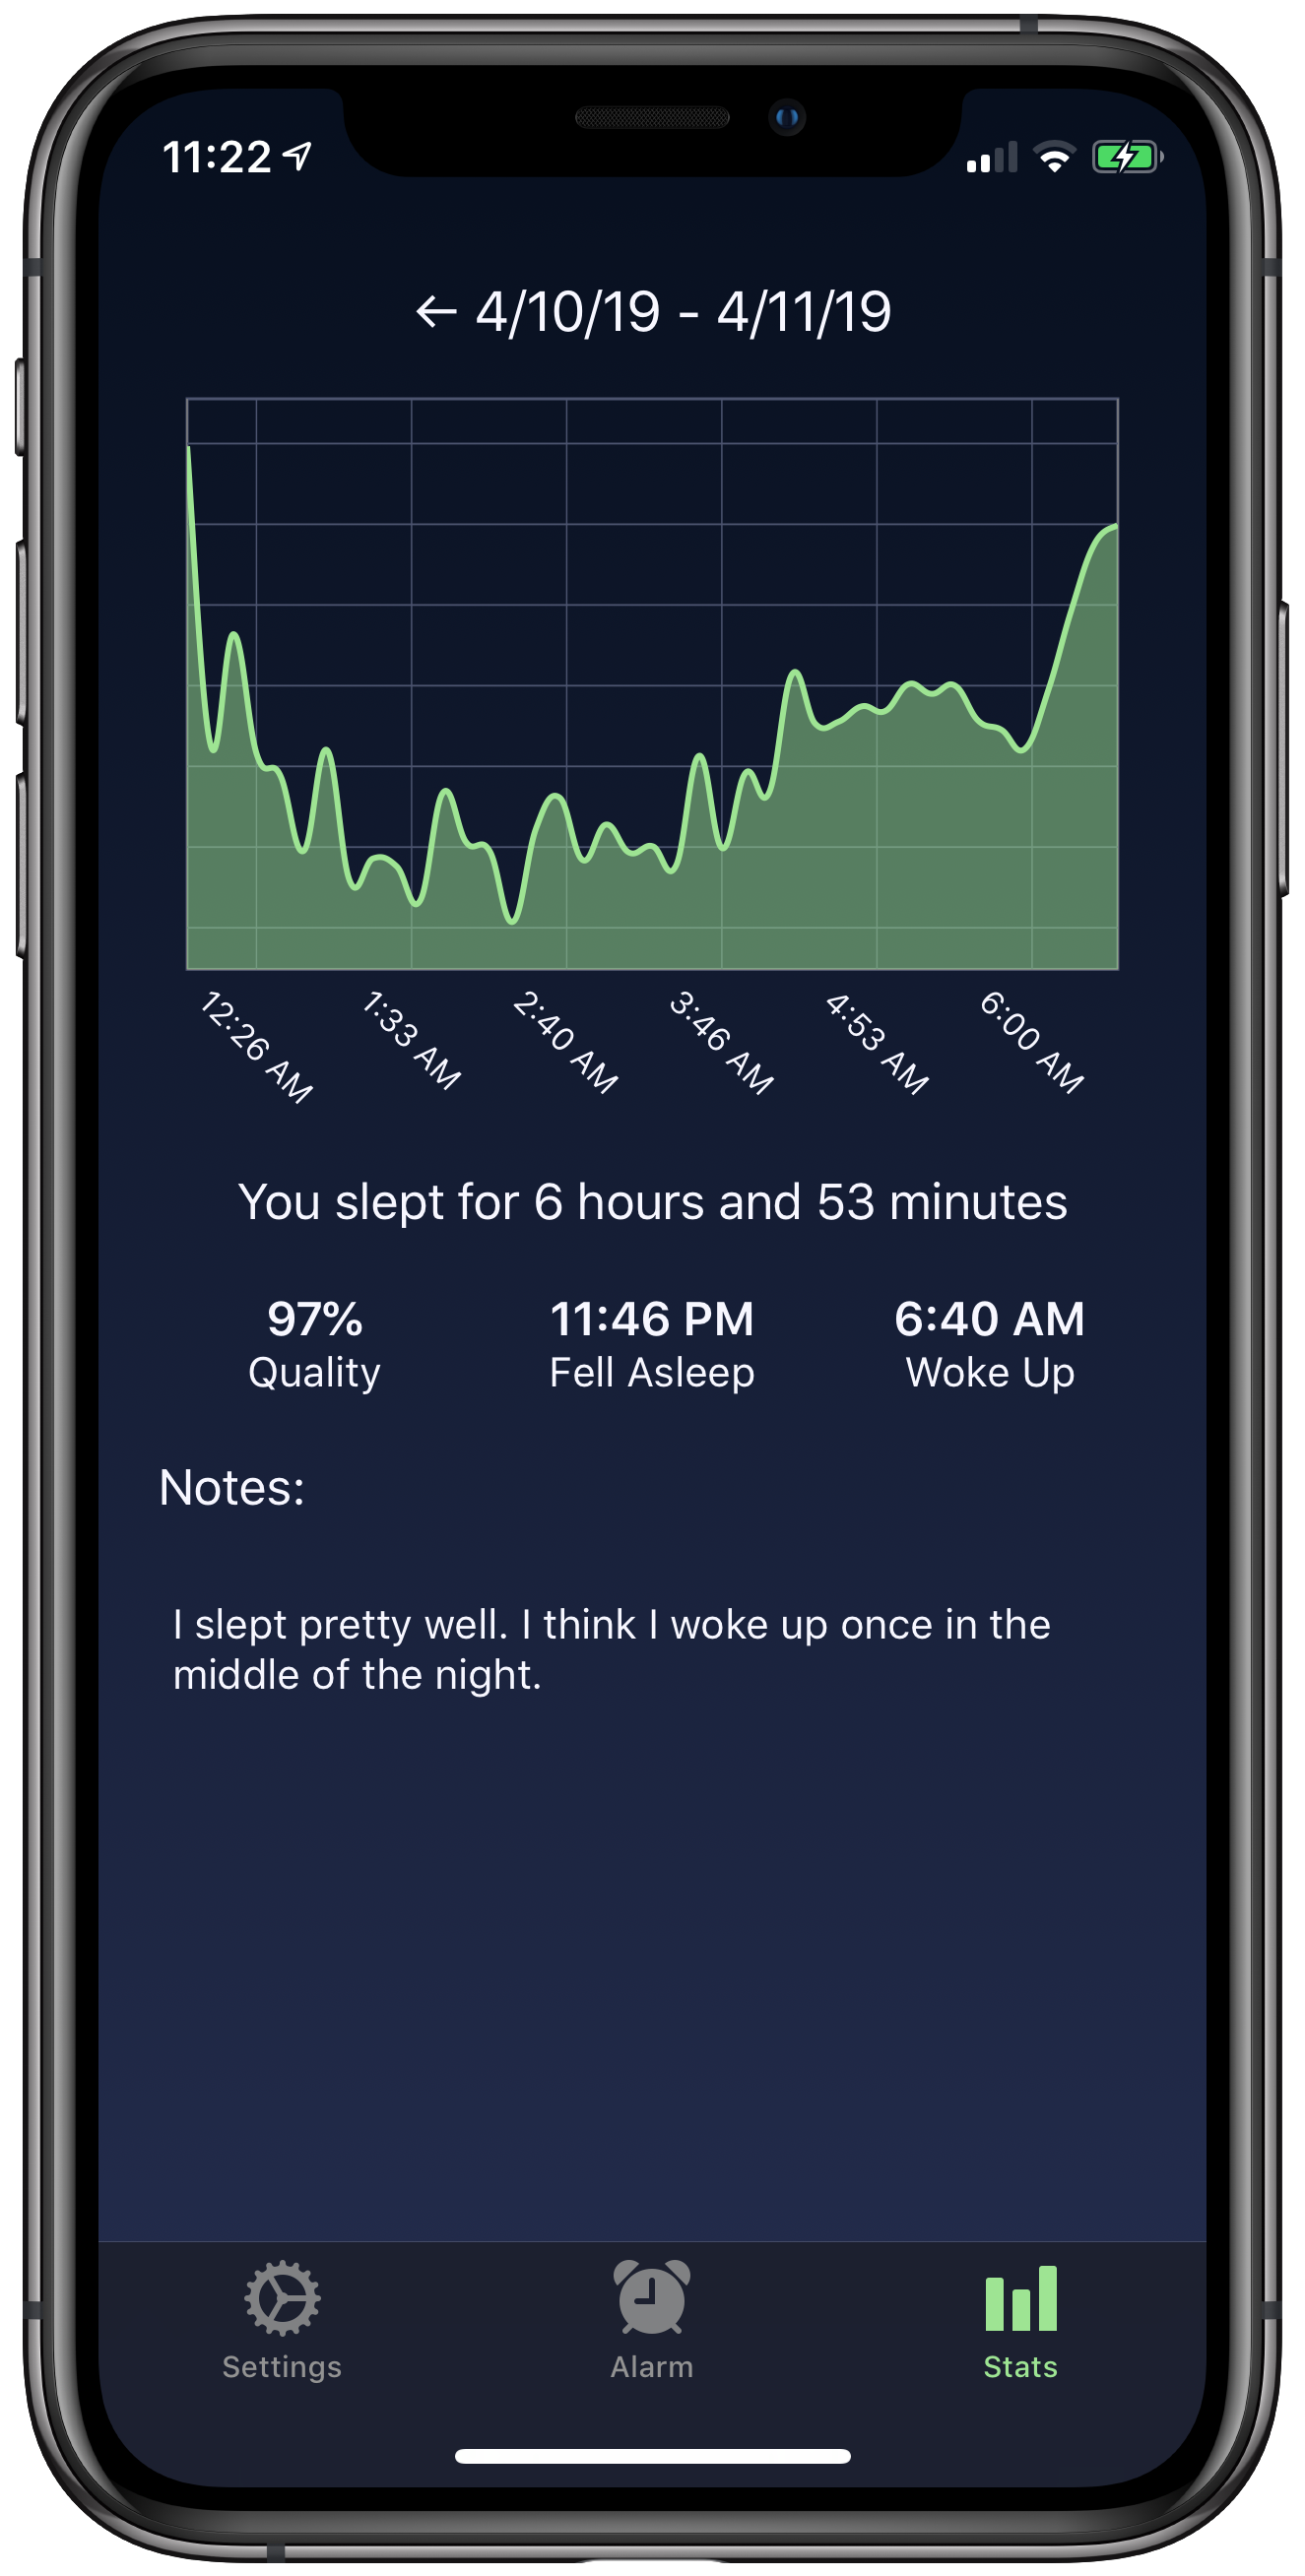 11:22
← 4/10/19 - 4/11/19
12:26 AM
1:33 AM
2:40 AM
3:46 AM
4:53 AM
6:00 AM
You slept for 6 hours and 53 minutes
97%
Quality
11:46 PM
Fell Asleep
6:40 AM
Woke Up
Notes:
I slept pretty well. I think I woke up once in the
middle of the night.
Settings
Alarm
Stats